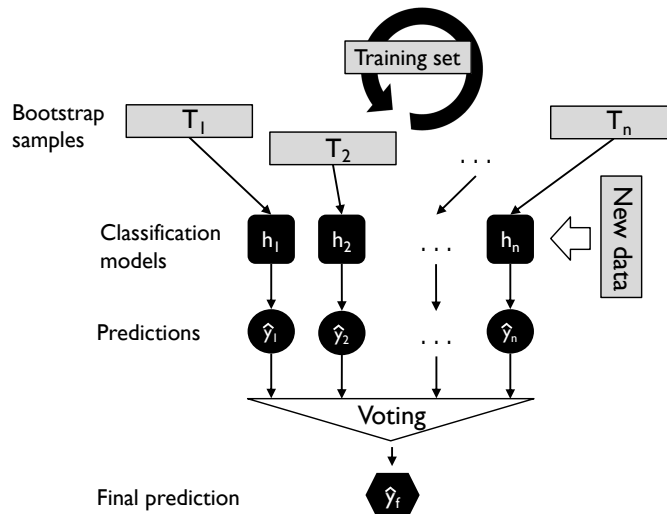 Training set
Bootstrap
samples
T₁
T₂
. . .
Tₙ
New data
Classification
models
h₁
h₂
. . .
hₙ
Predictions
ŷ₁
ŷ₂
. . .
ŷₙ
Voting
Final prediction
ŷf